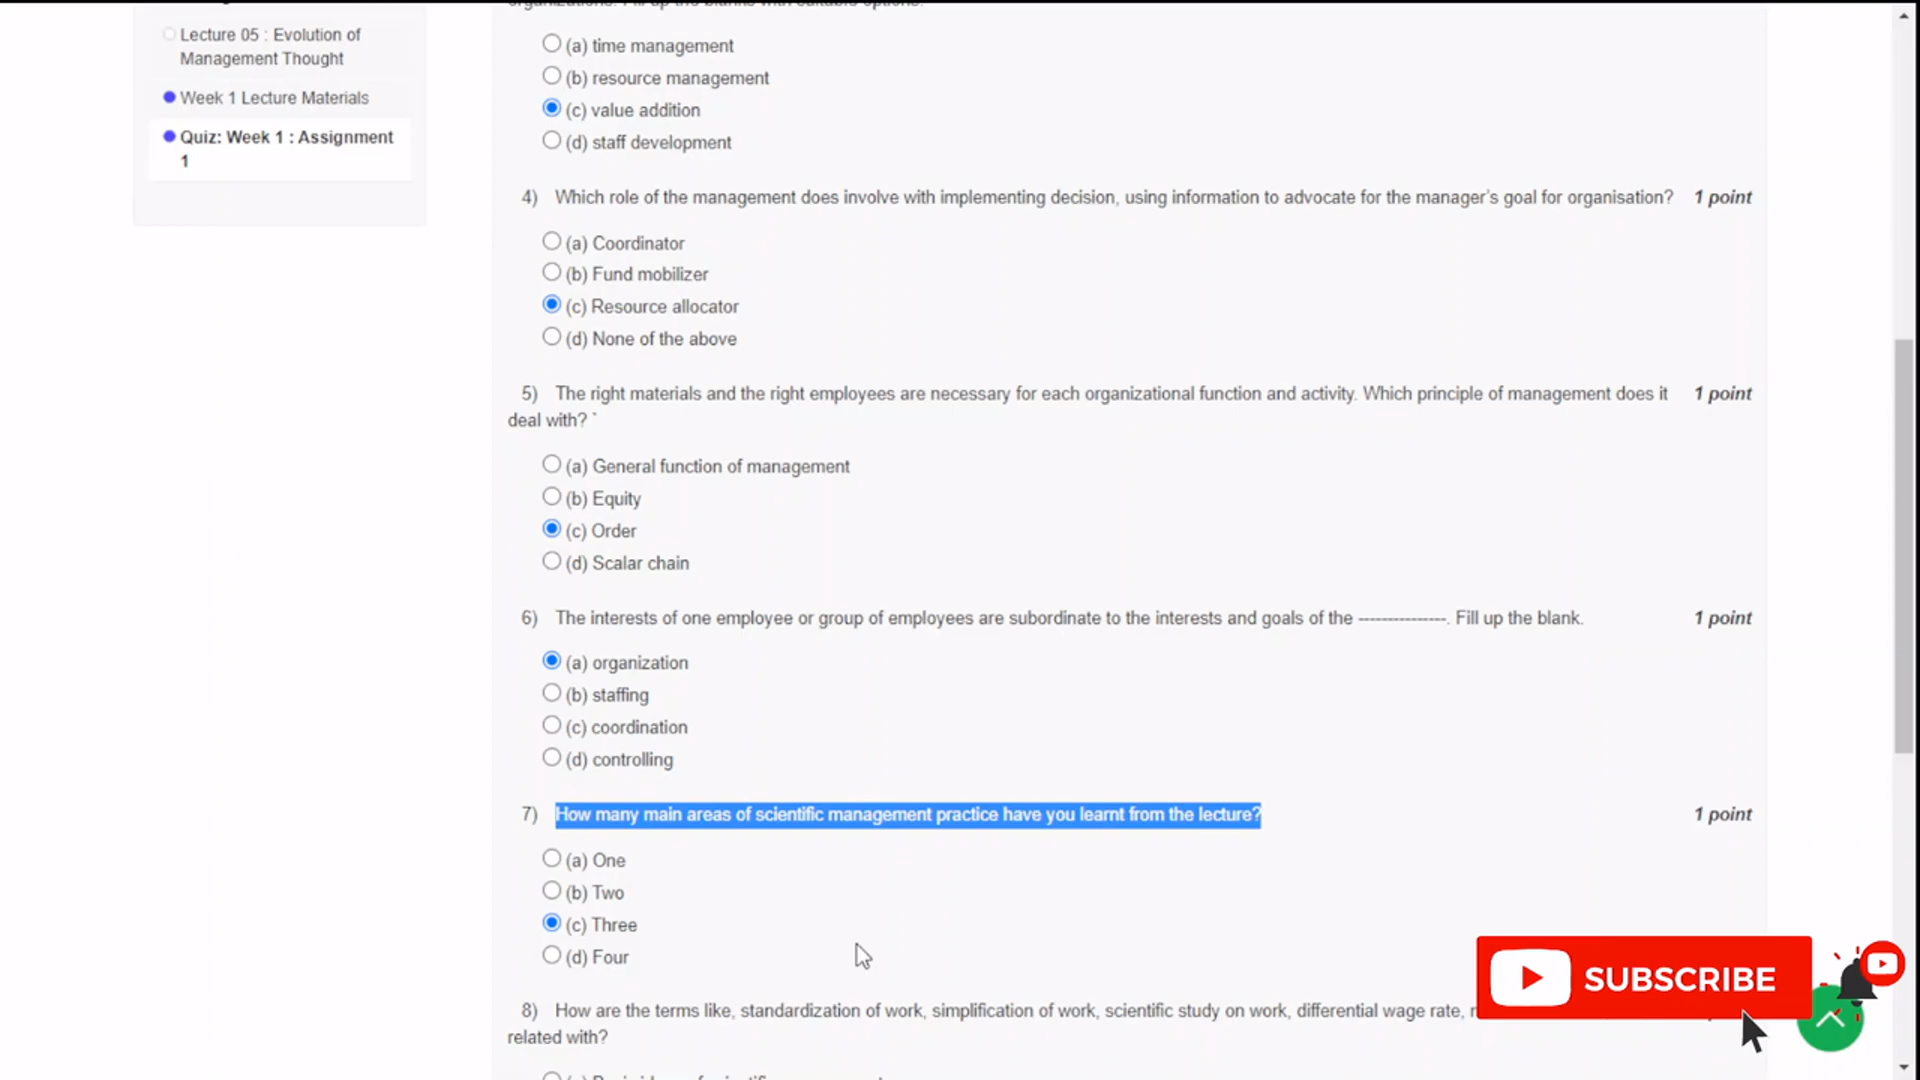 Lecture 05 : Evolution of
Management Thought
Week 1 Lecture Materials
Quiz: Week 1 : Assignment
1
organizations. Fill up the blanks with suitable options.
(a) time management
(b) resource management
(c) value addition
(d) staff development
4) Which role of the management does involve with implementing decision, using information to advocate for the manager's goal for organisation? 1 point
(a) Coordinator
(b) Fund mobilizer
(c) Resource allocator
(d) None of the above
5) The right materials and the right employees are necessary for each organizational function and activity. Which principle of management does it 1 point
deal with? `
(a) General function of management
(b) Equity
(c) Order
(d) Scalar chain
6) The interests of one employee or group of employees are subordinate to the interests and goals of the ---------------. Fill up the blank. 1 point
(a) organization
(b) staffing
(c) coordination
(d) controlling
7) How many main areas of scientific management practice have you learnt from the lecture? 1 point
(a) One
(b) Two
(c) Three
(d) Four
8) How are the terms like, standardization of work, simplification of work, scientific study on work, differential wage rate,
related with?
SUBSCRIBE